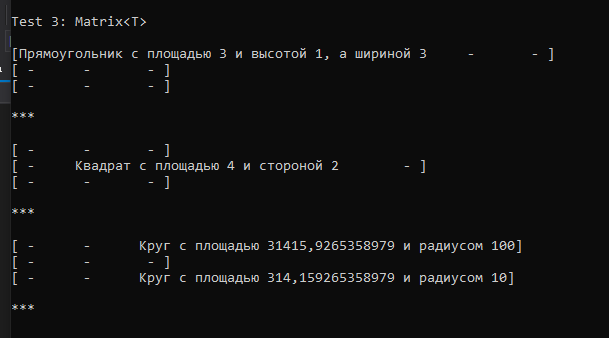 Test 3: Matrix<T>
[Прямоугольник с площадью 3 и высотой 1, а шириной 3     -       - ]
[ -      -       - ]
[ -      -       - ]
***
[ -      -       - ]
[ -     Квадрат с площадью 4 и стороной 2        - ]
[ -      -       - ]
***
[ -      -      Круг с площадью 31415,9265358979 и радиусом 100]
[ -      -       - ]
[ -      -      Круг с площадью 314,159265358979 и радиусом 10]
***